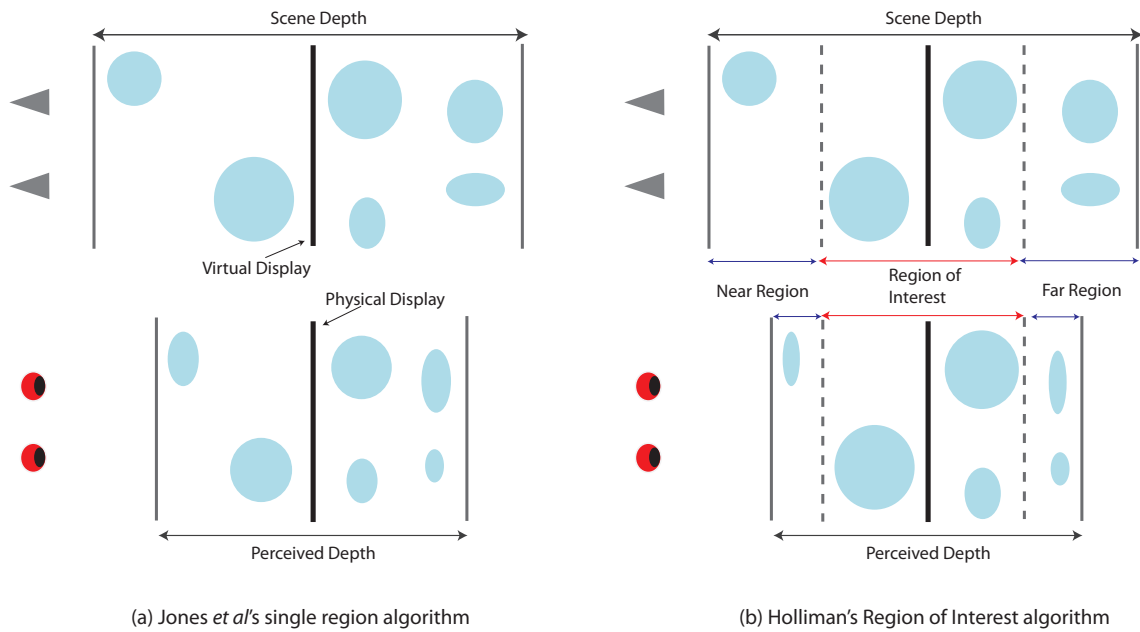 Scene Depth
Virtual Display
Physical Display
Perceived Depth
(a) Jones et al's single region algorithm
Scene Depth
Near Region
Region of
Interest
Far Region
Perceived Depth
(b) Holliman's Region of Interest algorithm